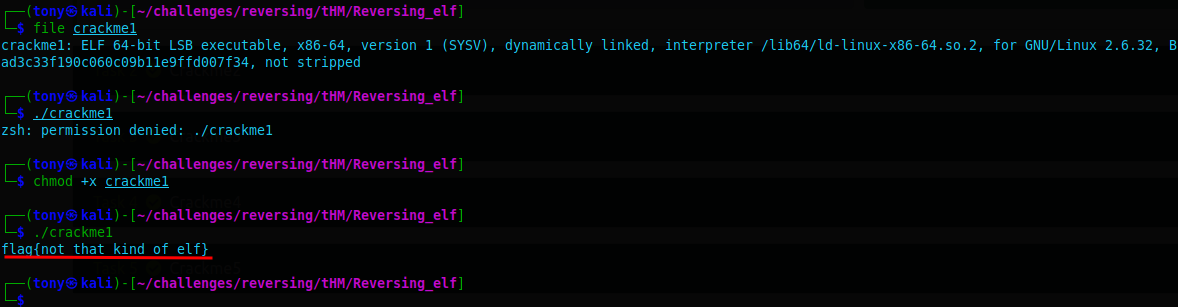 ┌──(tony㉿kali)-[~/challenges/reversing/tHM/Reversing_elf]
└─$ file crackme1
crackme1: ELF 64-bit LSB executable, x86-64, version 1 (SYSV), dynamically linked, interpreter /lib64/ld-linux-x86-64.so.2, for GNU/Linux 2.6.32, B
ad3c33f190c060c09b11e9ffd007f34, not stripped
┌──(tony㉿kali)-[~/challenges/reversing/tHM/Reversing_elf]
└─$ ./crackme1
zsh: permission denied: ./crackme1
┌──(tony㉿kali)-[~/challenges/reversing/tHM/Reversing_elf]
└─$ chmod +x crackme1
┌──(tony㉿kali)-[~/challenges/reversing/tHM/Reversing_elf]
└─$ ./crackme1
flag{not that kind of elf}
┌──(tony㉿kali)-[~/challenges/reversing/tHM/Reversing_elf]
└─$